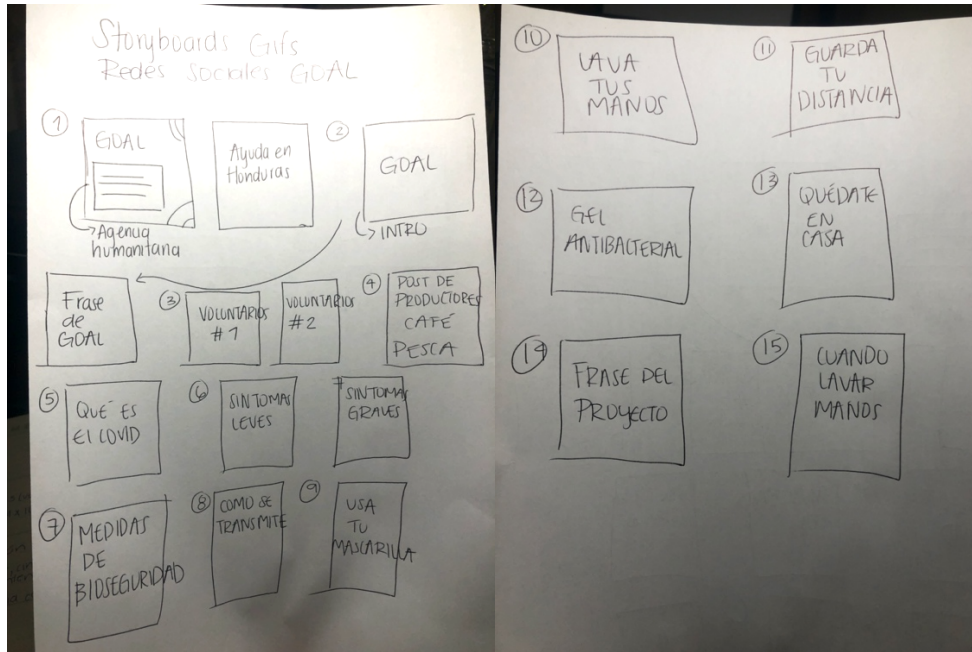 Storyboards Gifs
Redes Sociales GOAL
1
GOAL
Agencia
humanitaria
Ayuda en
Honduras
2
GOAL
INTRO
Frase
de
GOAL
3
VOLUNTARIOS
#1
VOLUNTARIOS
#2
4
POST DE
PRODUCTORES
CAFÉ
PESCA
5
QUÉ ES
El COVID
6
SINTOMAS
LEVES
SINTOMAS
GRALES
7
MEDIDAS
DE
BIOSEGURIDAD
8
COMO SE
TRANSMITE
9
USA
TU
MASCARILLA
10
LAVA
TUS
MANOS
11
GUARDA
TU
DISTANCIA
12
GEL
ANTIBACTERIAL
13
QUÉDATE
EN
CASA
14
FRASE DEL
PROYECTO
15
CUANDO
LAVAR
MANOS